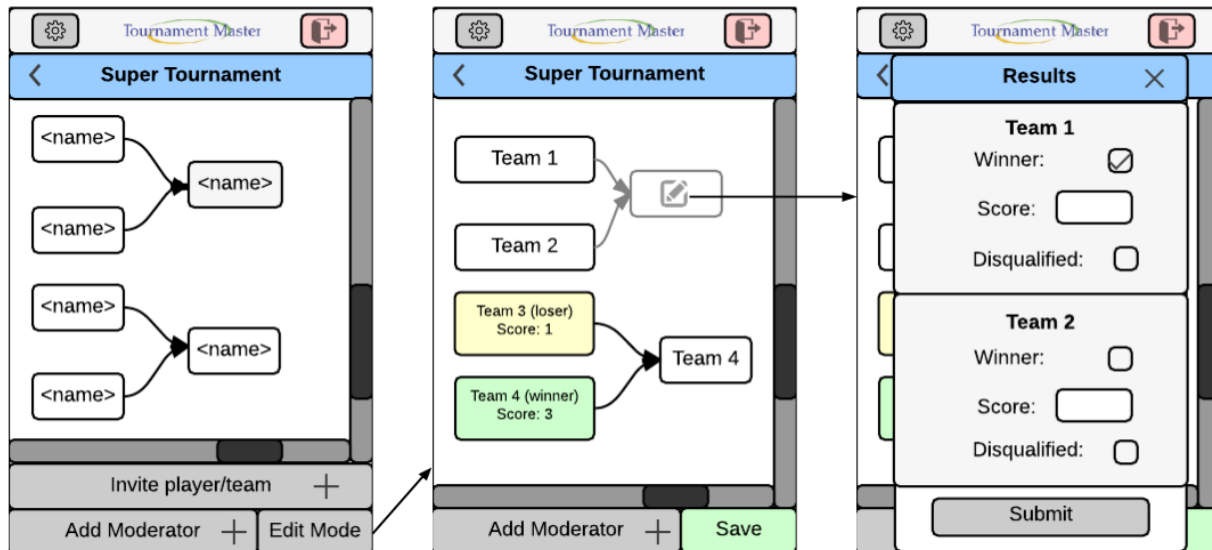 Tournament Master
Super Tournament
<name>
<name>
<name>
<name>
<name>
<name>
Invite player/team
Add Moderator
Edit Mode
Tournament Master
Super Tournament
Team 1
Team 2
Team 3 (loser)
Score: 1
Team 4
Team 4 (winner)
Score: 3
Add Moderator
Save
Tournament Master
Results
Team 1
Winner:
Score:
Disqualified:
Team 2
Winner:
Score:
Disqualified:
Submit